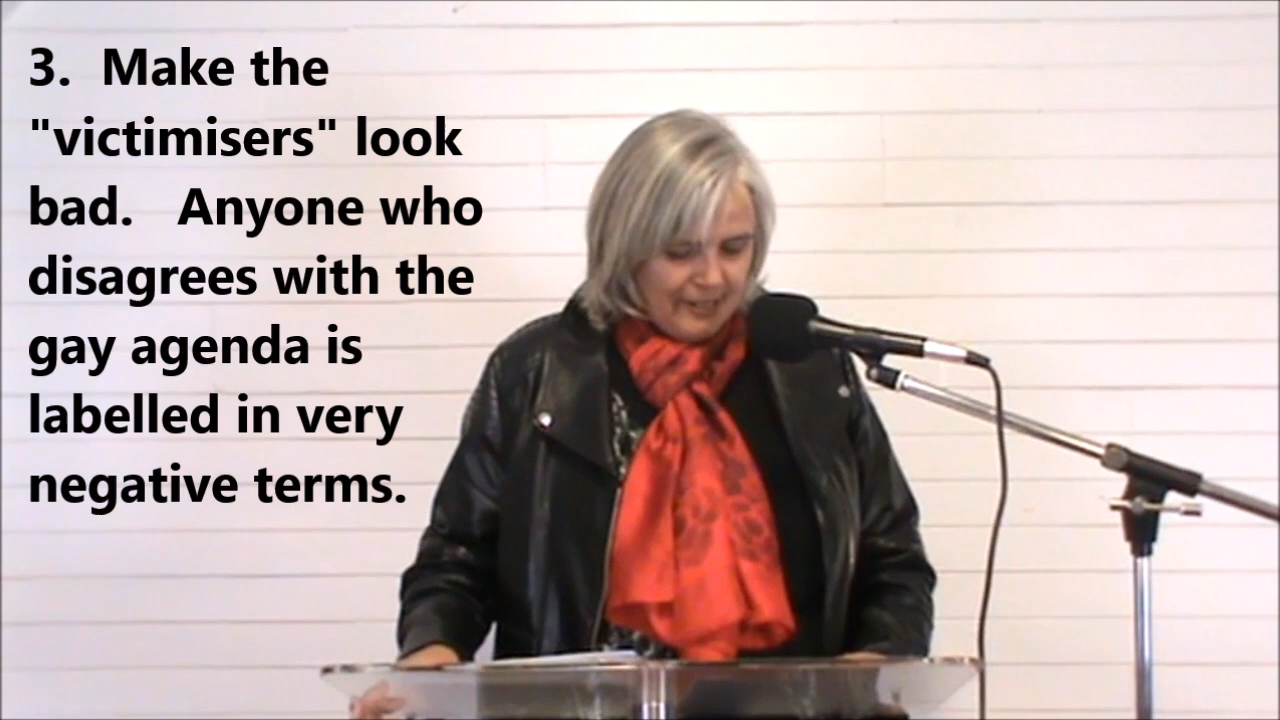 3.  Make the
"victimisers" look
bad.   Anyone who
disagrees with the
gay agenda is
labelled in very
negative terms.